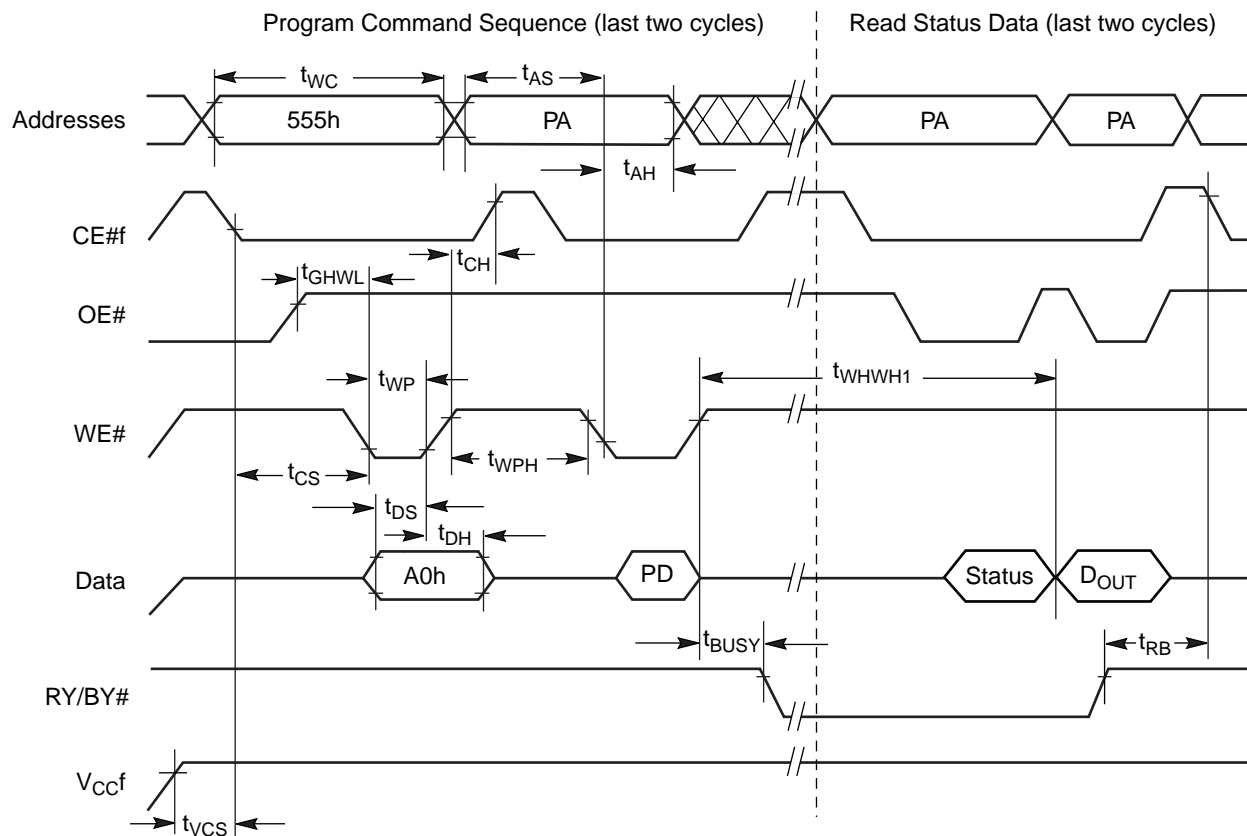 Program Command Sequence (last two cycles) Read Status Data (last two cycles)
tWC tAS
Addresses 555h PA PA PA
tAH
CE#f
tCH
tGHWL
OE#
tWP tWHWH1
WE#
tCS tWPH
tDS
tDH
Data A0h PD Status DOUT
tBUSY tRB
RY/BY#
VCCf
tVCS